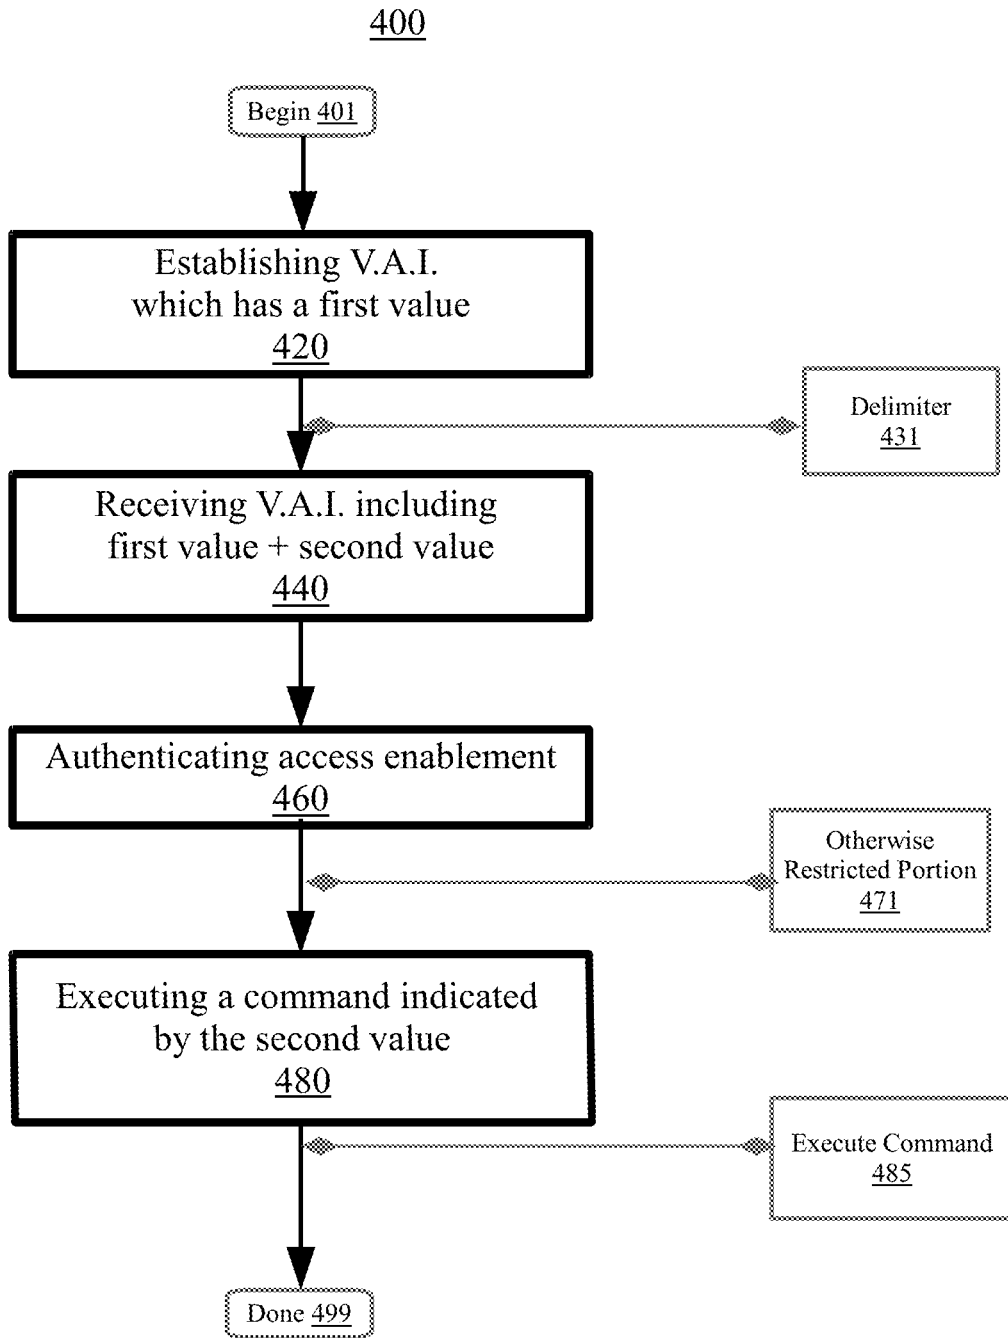 400
Begin 401
Establishing V.A.I.
which has a first value
420
Delimiter
431
Receiving V.A.I. including
first value + second value
440
Authenticating access enablement
460
Otherwise
Restricted Portion
471
Executing a command indicated
by the second value
480
Execute Command
485
Done 499